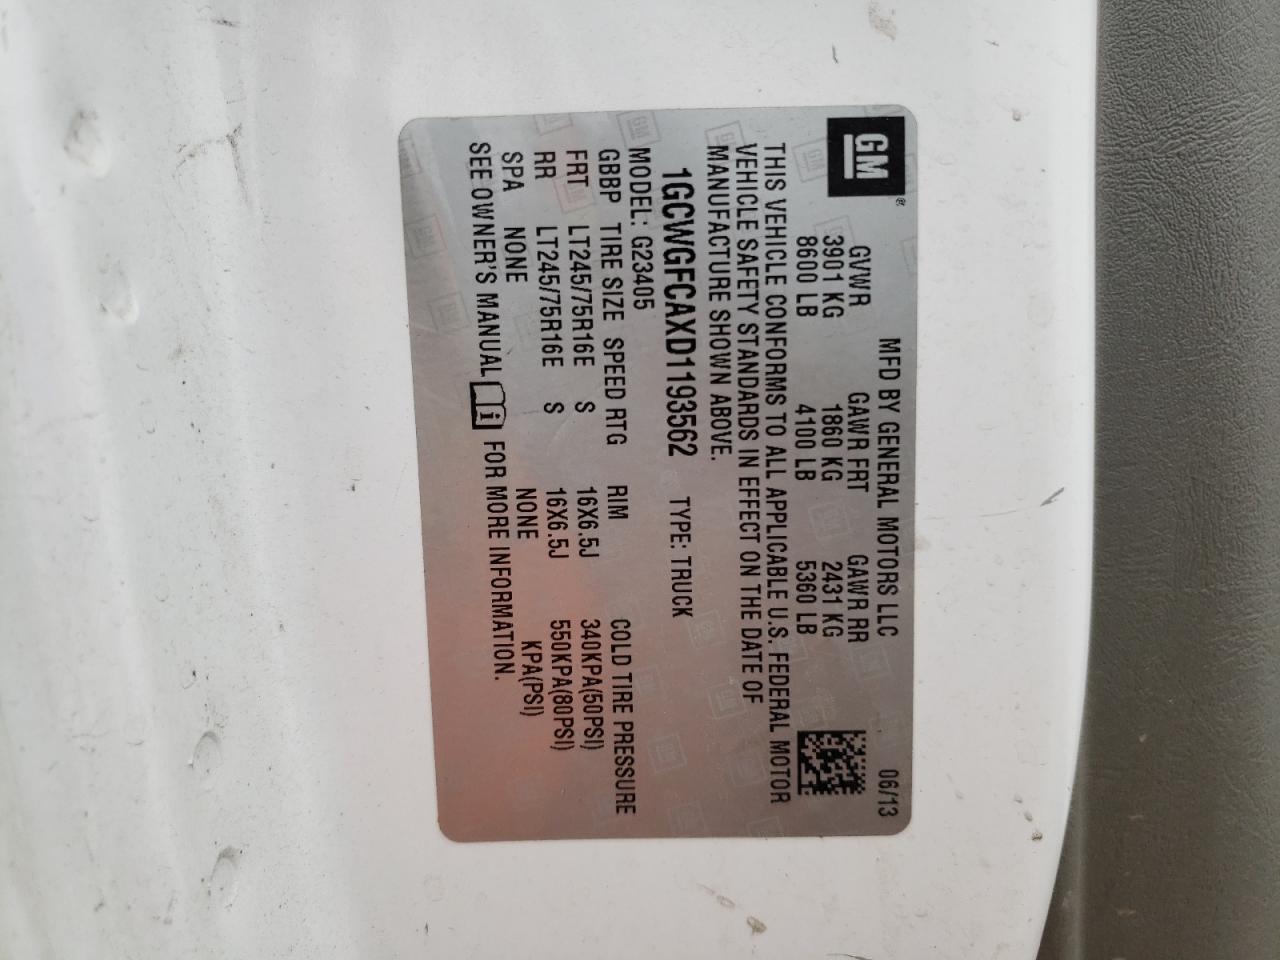 GM®
MFD BY GENERAL MOTORS LLC 06/13
GVWR GAWR FRT GAWR RR
3901 KG 1860 KG 2431 KG
8600 LB 4100 LB 5360 LB
THIS VEHICLE CONFORMS TO ALL APPLICABLE U.S. FEDERAL MOTOR
VEHICLE SAFETY STANDARDS IN EFFECT ON THE DATE OF
MANUFACTURE SHOWN ABOVE.
1GCWGFCAXD1193562 TYPE: TRUCK
MODEL: G23405
GBBP TIRE SIZE SPEED RTG RIM COLD TIRE PRESSURE
FRT LT245/75R16E S 16X6.5J 340KPA(50PSI)
RR LT245/75R16E S 16X6.5J 550KPA(80PSI)
SPA NONE NONE KPA(PSI)
SEE OWNER'S MANUAL i FOR MORE INFORMATION.